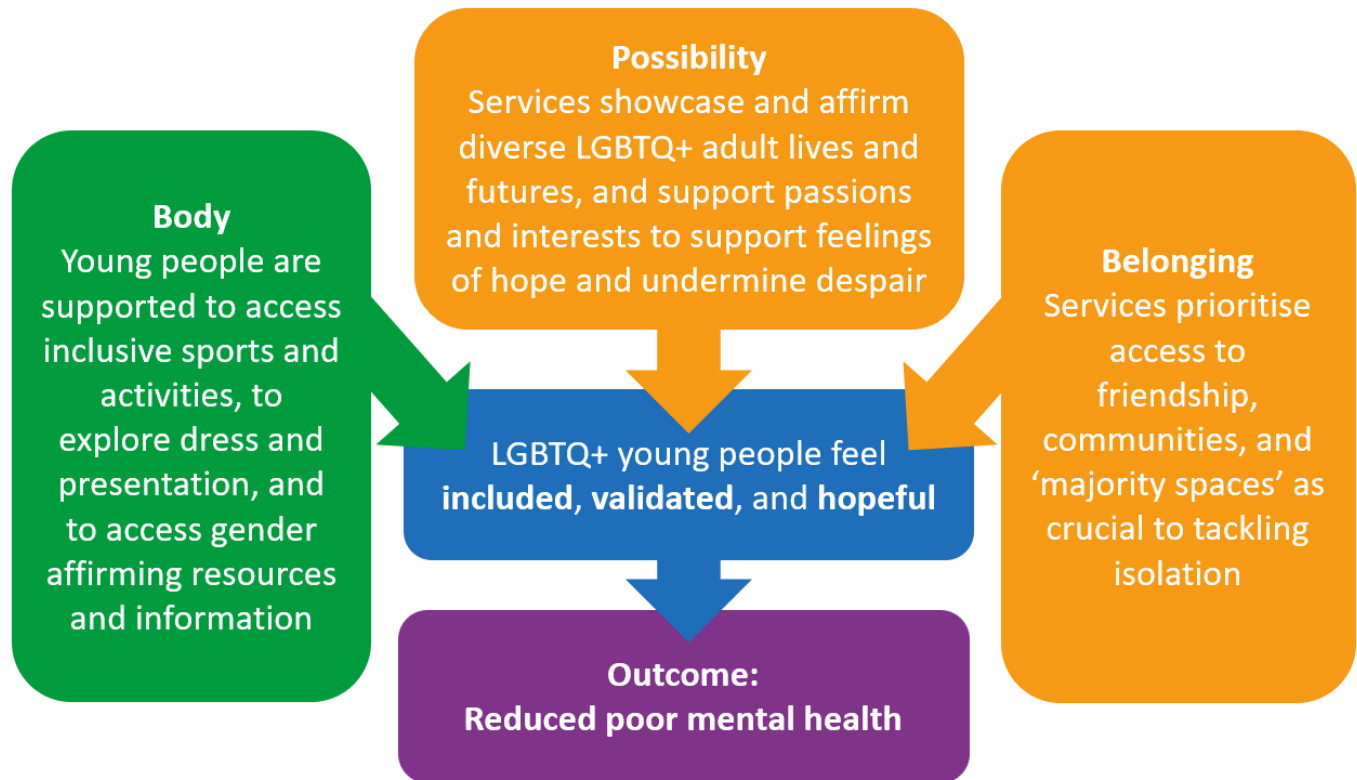 Possibility
Services showcase and affirm
diverse LGBTQ+ adult lives and
futures, and support passions
and interests to support feelings
of hope and undermine despair
Body
Young people are
supported to access
inclusive sports and
activities, to
explore dress and
presentation, and
to access gender
affirming resources
and information
Belonging
Services prioritise
access to
friendship,
communities, and
‘majority spaces’ as
crucial to tackling
isolation
LGBTQ+ young people feel
included, validated, and hopeful
Outcome:
Reduced poor mental health